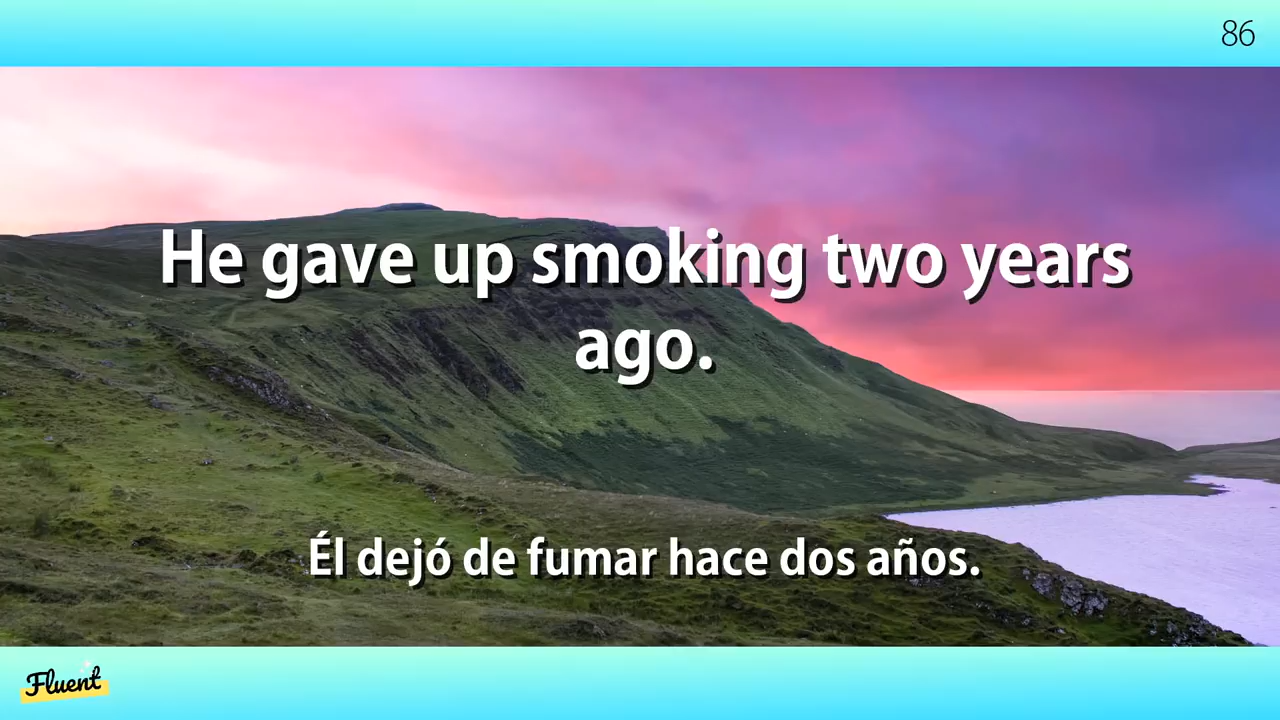 86
He gave up smoking two years
ago.
Él dejó de fumar hace dos años.
Fluent